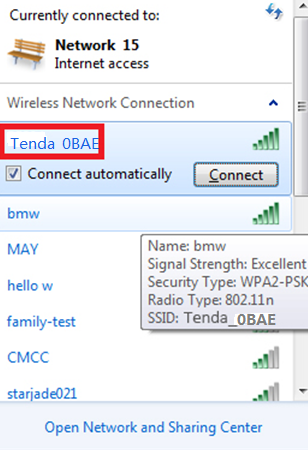 Currently connected to:
Network 15
Internet access
Wireless Network Connection
Tenda_0BAE
Connect automatically
Connect
bmw
MAY
Name: bmw
Signal Strength: Excellent
Security Type: WPA2-PSK
Radio Type: 802.11n
SSID: Tenda_0BAE
hello w
family-test
CMCC
starjade021
Open Network and Sharing Center